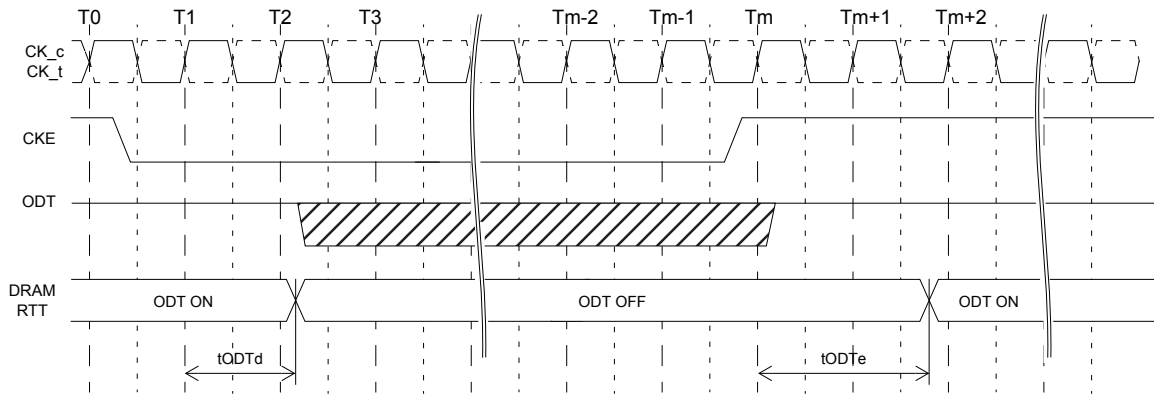 T0 T1 T2 T3 Tm-2 Tm-1 Tm Tm+1 Tm+2
CK_c
CK_t
CKE
ODT
DRAM
RTT
ODT ON ODT OFF ODT ON
tODTd tODTe